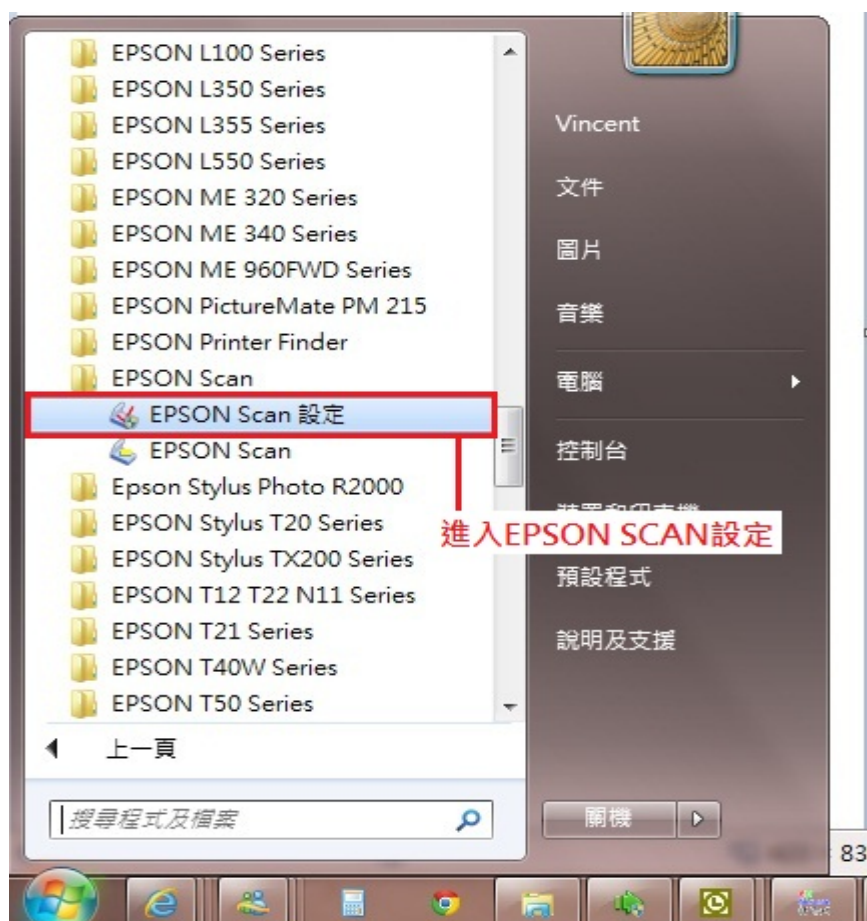 EPSON L100 Series
EPSON L350 Series
EPSON L355 Series
EPSON L550 Series
EPSON ME 320 Series
EPSON ME 340 Series
EPSON ME 960FWD Series
EPSON PictureMate PM 215
EPSON Printer Finder
EPSON Scan
EPSON Scan 設定
EPSON Scan
Epson Stylus Photo R2000
EPSON Stylus T20 Series
EPSON Stylus TX200 Series
EPSON T12 T22 N11 Series
EPSON T21 Series
EPSON T40W Series
EPSON T50 Series
上一頁
搜尋程式及檔案
Vincent
文件
圖片
音樂
電腦
控制台
進入EPSON SCAN設定
預設程式
說明及支援
關機
83